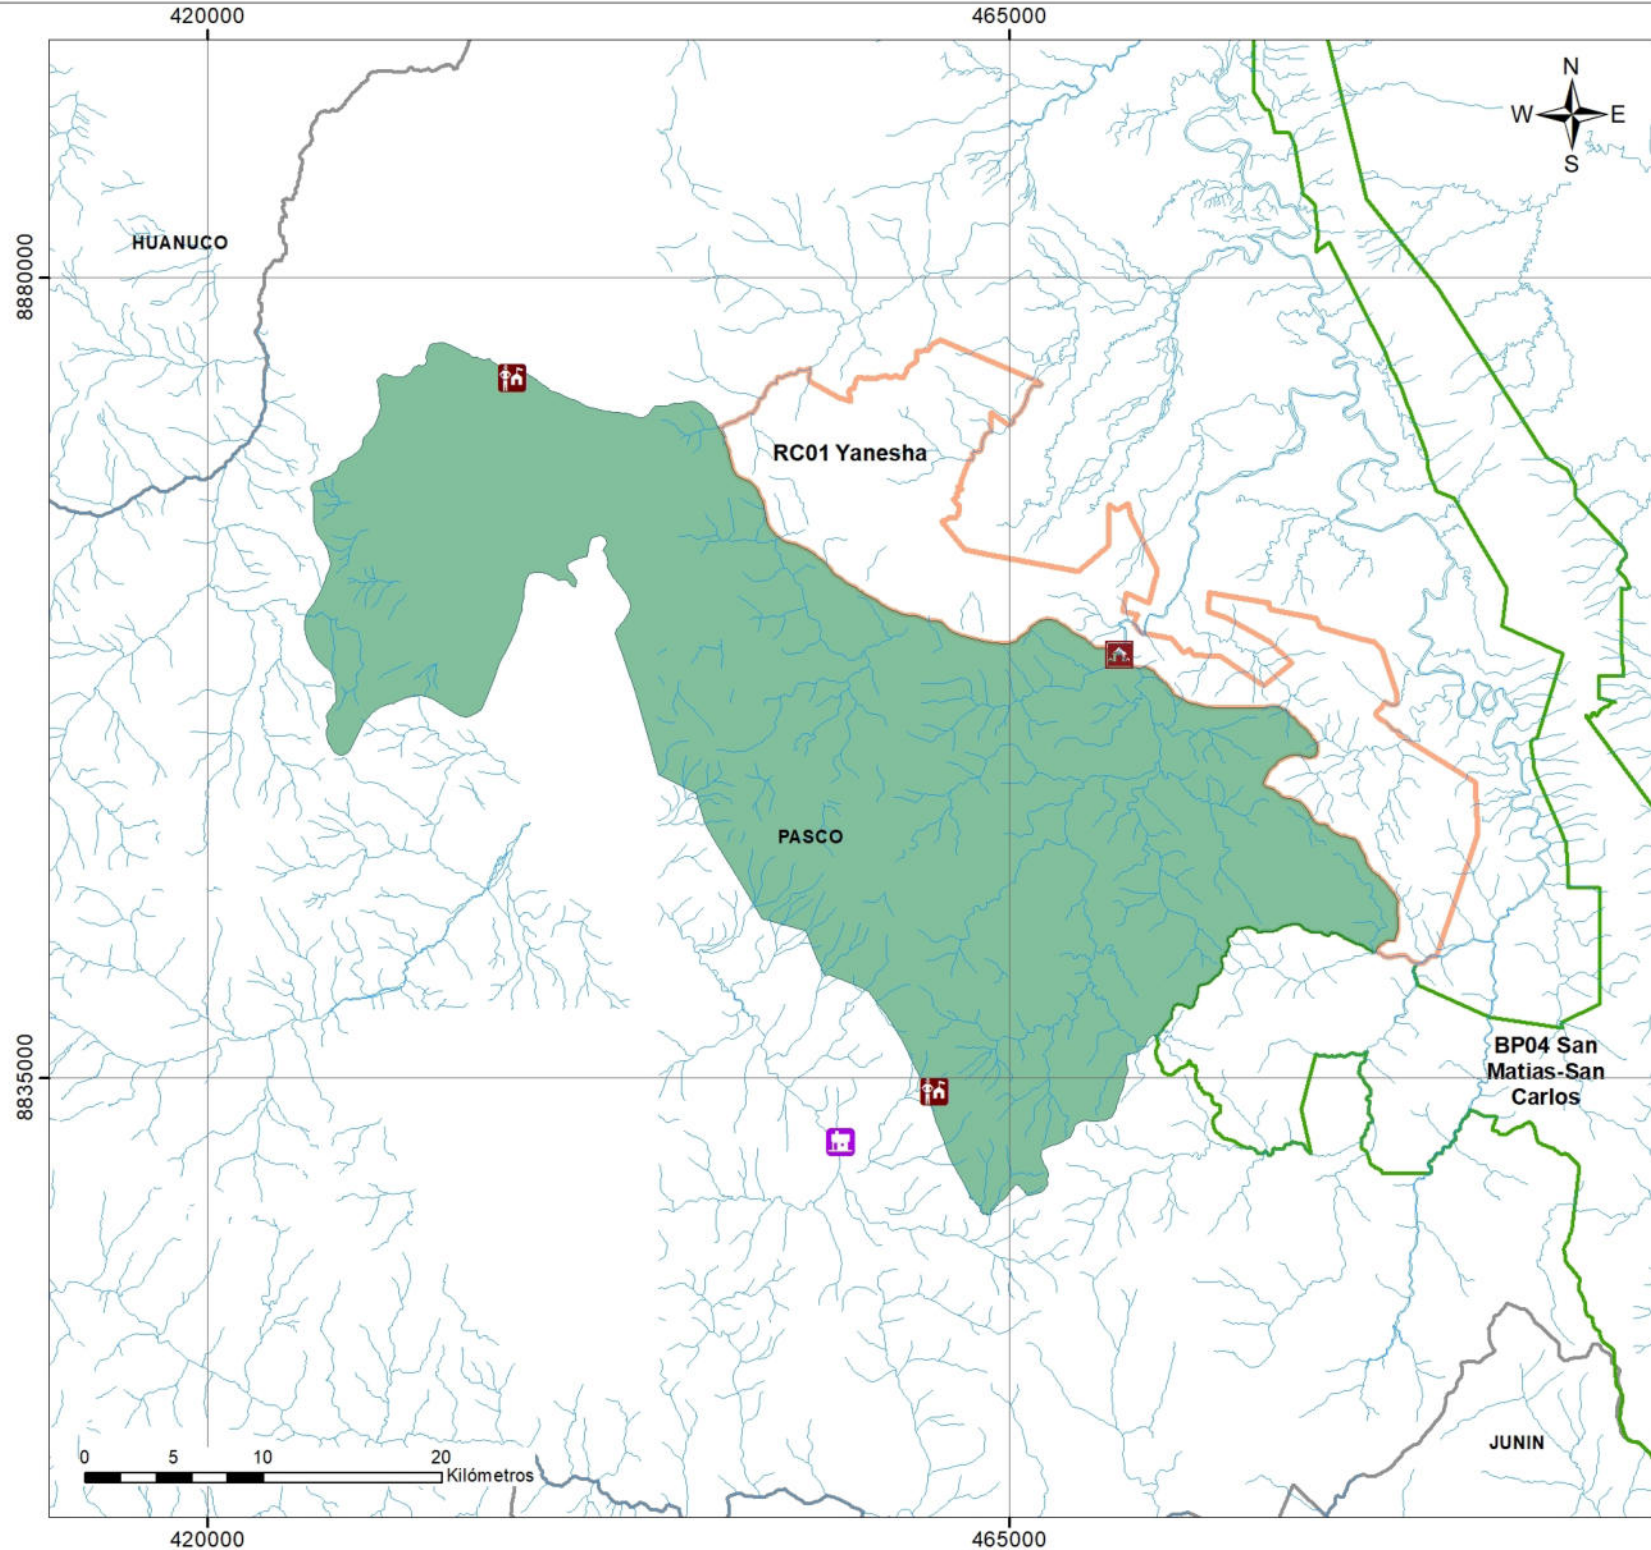 420000
465000
N
W
E
S
HUANUCO
8880000
RC01 Yanesha
PASCO
8835000
BP04 San
Matias-San
Carlos
JUNIN
0
5
10
20
Kilómetros
420000
465000